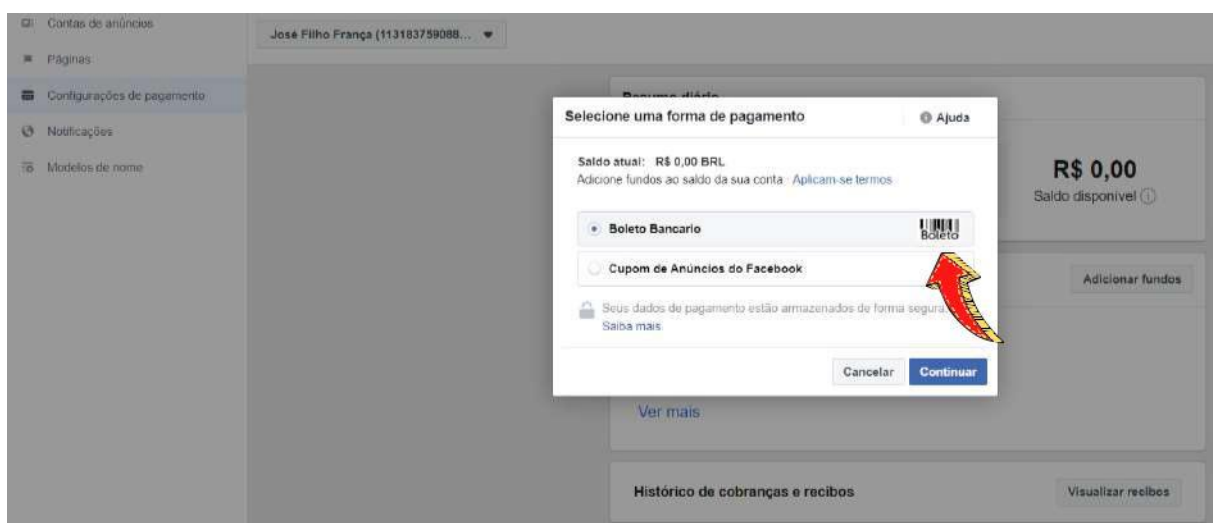 Contas de anúncios
Páginas
Configurações de pagamento
Notificações
Modelos de nome
José Filho França (113183759088...
Resumo diário
Selecione uma forma de pagamento
Ajuda
Saldo atual: R$ 0,00 BRL
Adicione fundos ao saldo da sua conta · Aplicam-se termos
Boleto Bancario
Boleto
Cupom de Anúncios do Facebook
Seus dados de pagamento estão armazenados de forma segura.
Saiba mais
Cancelar
Continuar
R$ 0,00
Saldo disponível
Adicionar fundos
Ver mais
Histórico de cobranças e recibos
Visualizar recibos